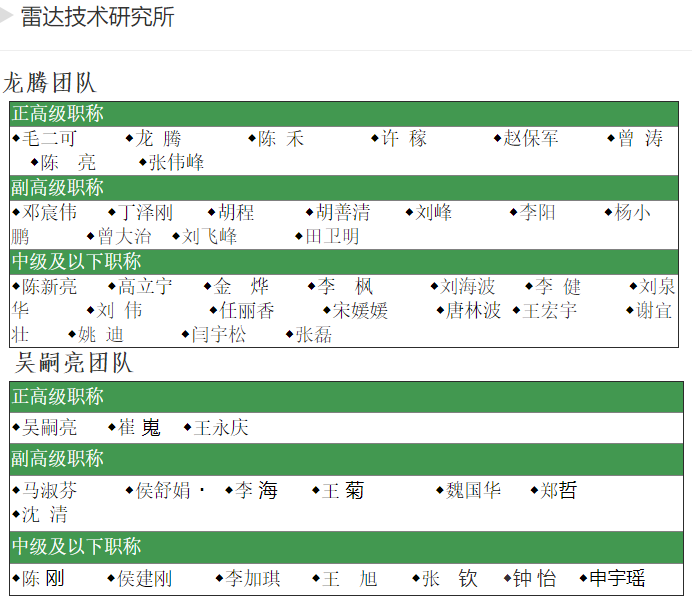 雷达技术研究所
龙腾团队
正高级职称
◆毛二可 ◆龙 腾 ◆陈 禾 ◆许 稼 ◆赵保军 ◆曾 涛
◆陈 亮 ◆张伟峰
副高级职称
◆邓宸伟 ◆丁泽刚 ◆胡程 ◆胡善清 ◆刘峰 ◆李阳 ◆杨小
鹏 ◆曾大治 ◆刘飞峰 ◆田卫明
中级及以下职称
◆陈新亮 ◆高立宁 ◆金 烨 ◆李 枫 ◆刘海波 ◆李 健 ◆刘泉
华 ◆刘 伟 ◆任丽香 ◆宋媛媛 ◆唐林波 ◆王宏宇 ◆谢宜
壮 ◆姚 迪 ◆闫宇松 ◆张磊
吴嗣亮团队
正高级职称
◆吴嗣亮 ◆崔 嵬 ◆王永庆
副高级职称
◆马淑芬 ◆侯舒娟· ◆李 海 ◆王 菊 ◆魏国华 ◆郑哲
◆沈 清
中级及以下职称
◆陈 刚 ◆侯建刚 ◆李加琪 ◆王 旭 ◆张 钦 ◆钟 怡 ◆申宇瑶